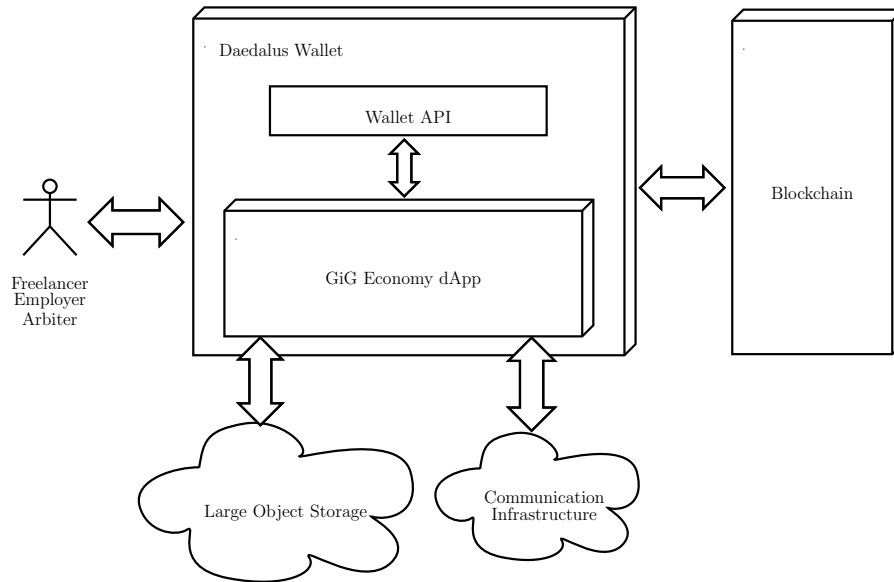 Daedalus Wallet
Wallet API
Blockchain
GiG Economy dApp
Freelancer
Employer
Arbiter
Large Object Storage
Communication
Infrastructure